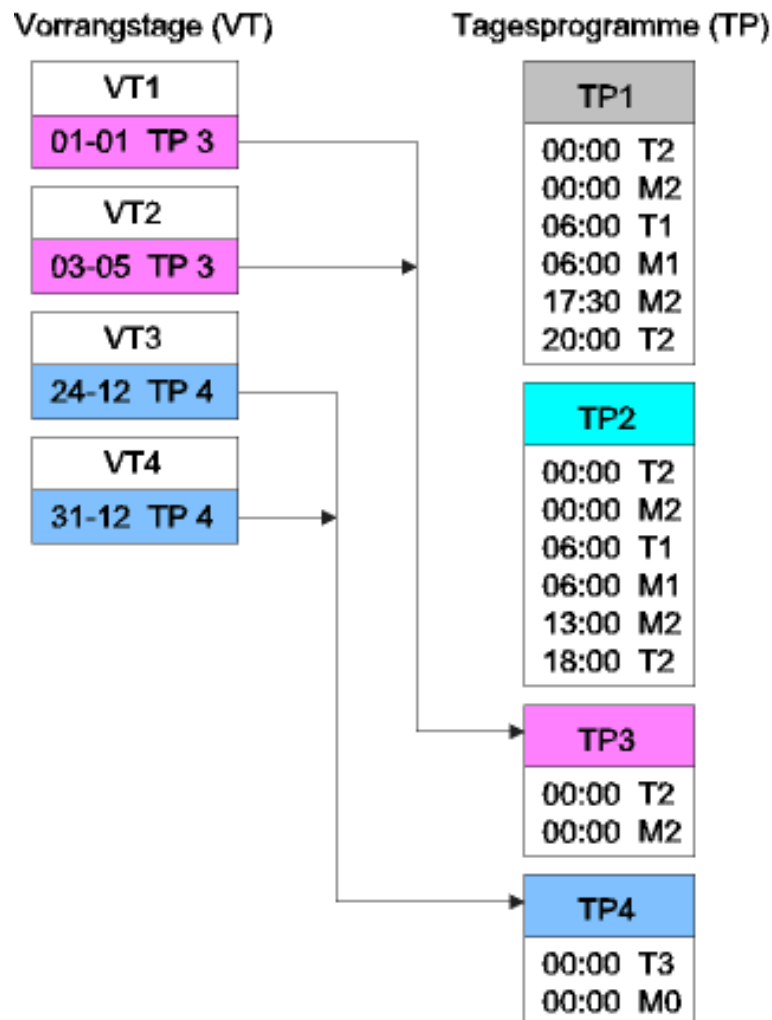 Vorrangstage (VT)
VT1
01-01 TP 3
VT2
03-05 TP 3
VT3
24-12 TP 4
VT4
31-12 TP 4
Tagesprogramme (TP)
TP1
00:00 T2
00:00 M2
06:00 T1
06:00 M1
17:30 M2
20:00 T2
TP2
00:00 T2
00:00 M2
06:00 T1
06:00 M1
13:00 M2
18:00 T2
TP3
00:00 T2
00:00 M2
TP4
00:00 T3
00:00 M0